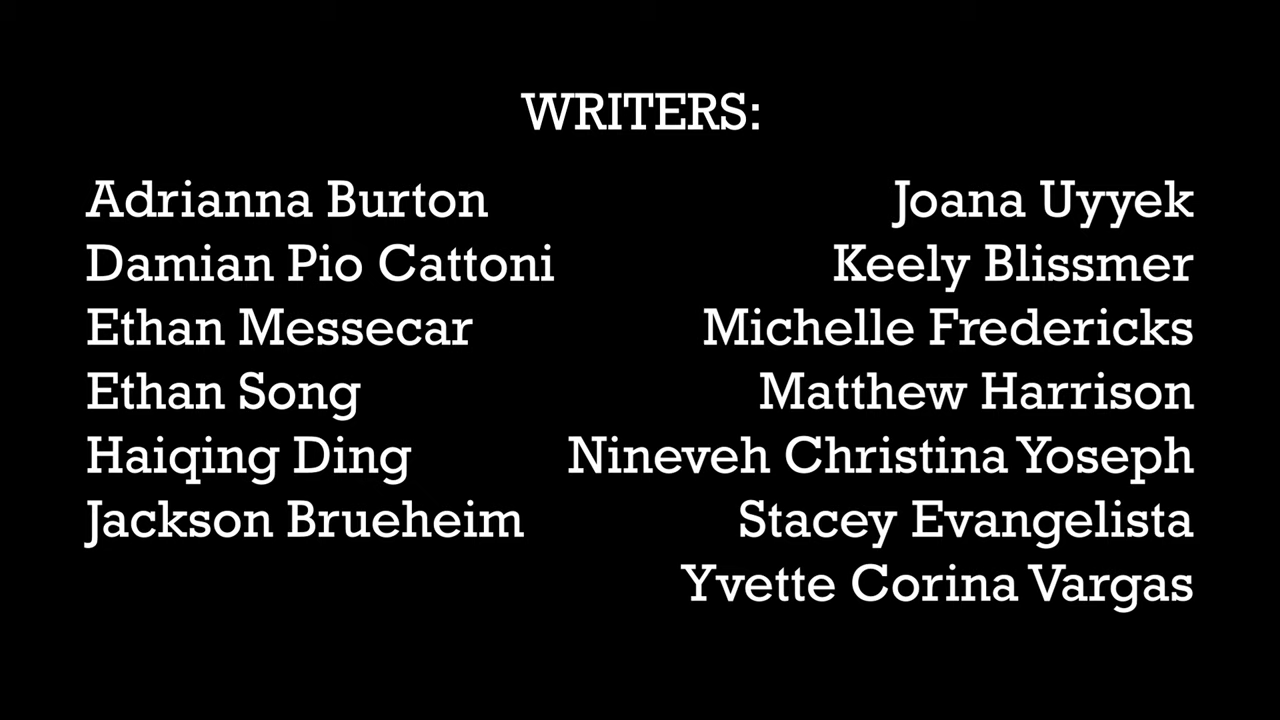 WRITERS:
Adrianna Burton
Damian Pio Cattoni
Ethan Messecar
Ethan Song
Haiqing Ding
Jackson Brueheim
Joana Uyyek
Keely Blissmer
Michelle Fredericks
Matthew Harrison
Nineveh Christina Yoseph
Stacey Evangelista
Yvette Corina Vargas